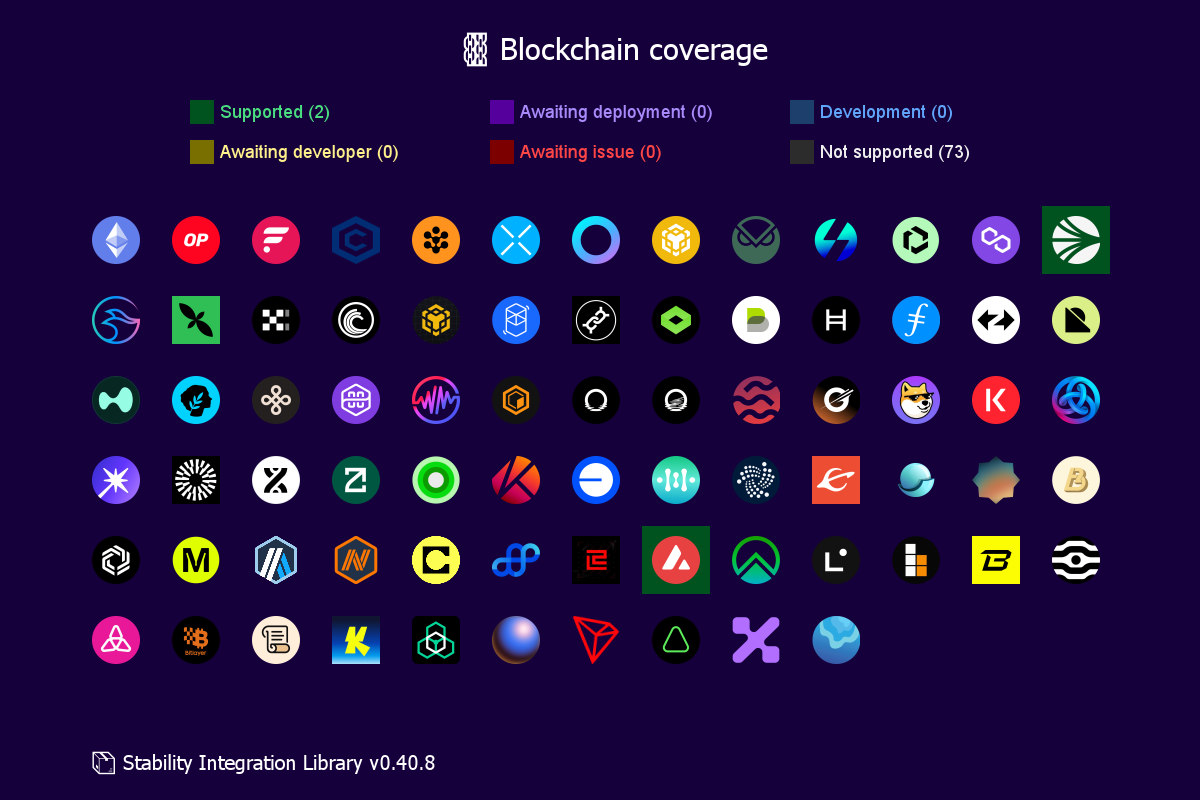 Blockchain coverage
Supported (2)
Awaiting deployment (0)
Development (0)
Awaiting developer (0)
Awaiting issue (0)
Not supported (73)
OP
M
Bitlayer
Stability Integration Library v0.40.8